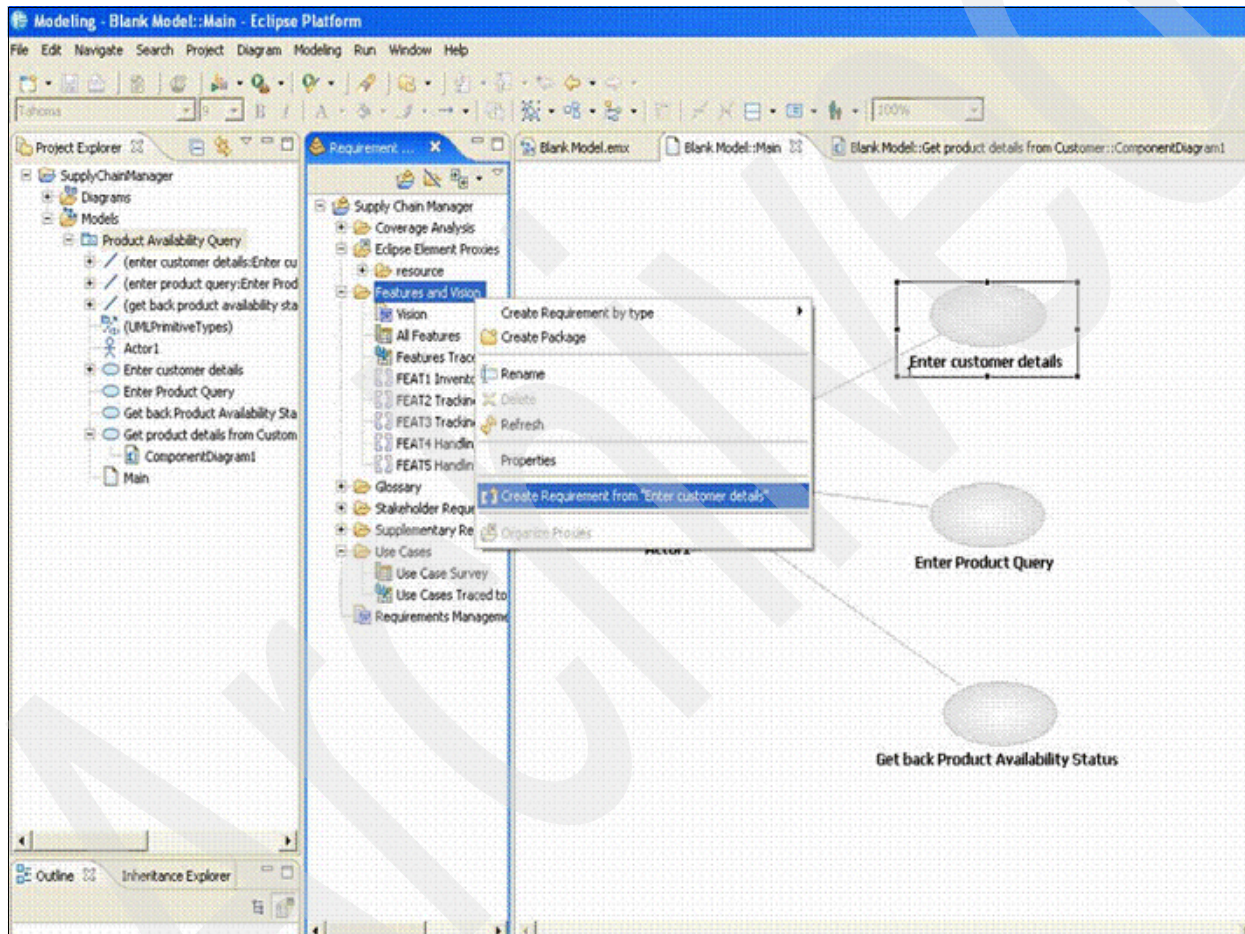 Modeling - Blank Model::Main - Eclipse Platform
File Edit Navigate Search Project Diagram Modeling Run Window Help
Tahoma 9 B I A 100%
Project Explorer
Requirement ...
Blank Model.emx
Blank Model::Main
Blank Model::Get product details from Customer::ComponentDiagram1
SupplyChainManager
Diagrams
Models
Product Availability Query
(enter customer details:Enter cu
(enter product query:Enter Prod
(get back product availability sta
(UMLPrimitiveTypes)
Actor1
Enter customer details
Enter Product Query
Get back Product Availability Sta
Get product details from Custom
ComponentDiagram1
Main
Supply Chain Manager
Coverage Analysis
Eclipse Element Proxies
resource
Features and Vision
Vision
All Features
Features Trace
FEAT1 Invento
FEAT2 Trackin
FEAT3 Trackin
FEAT4 Handlin
FEAT5 Handlin
Glossary
Stakeholder Reque
Supplementary Re
Use Cases
Use Case Survey
Use Cases Traced to
Requirements Manageme
Create Requirement by type
Create Package
Rename
Delete
Refresh
Properties
Create Requirement from "Enter customer details"
Organize Proxies
Enter customer details
Actor1
Enter Product Query
Get back Product Availability Status
Outline
Inheritance Explorer
Archived